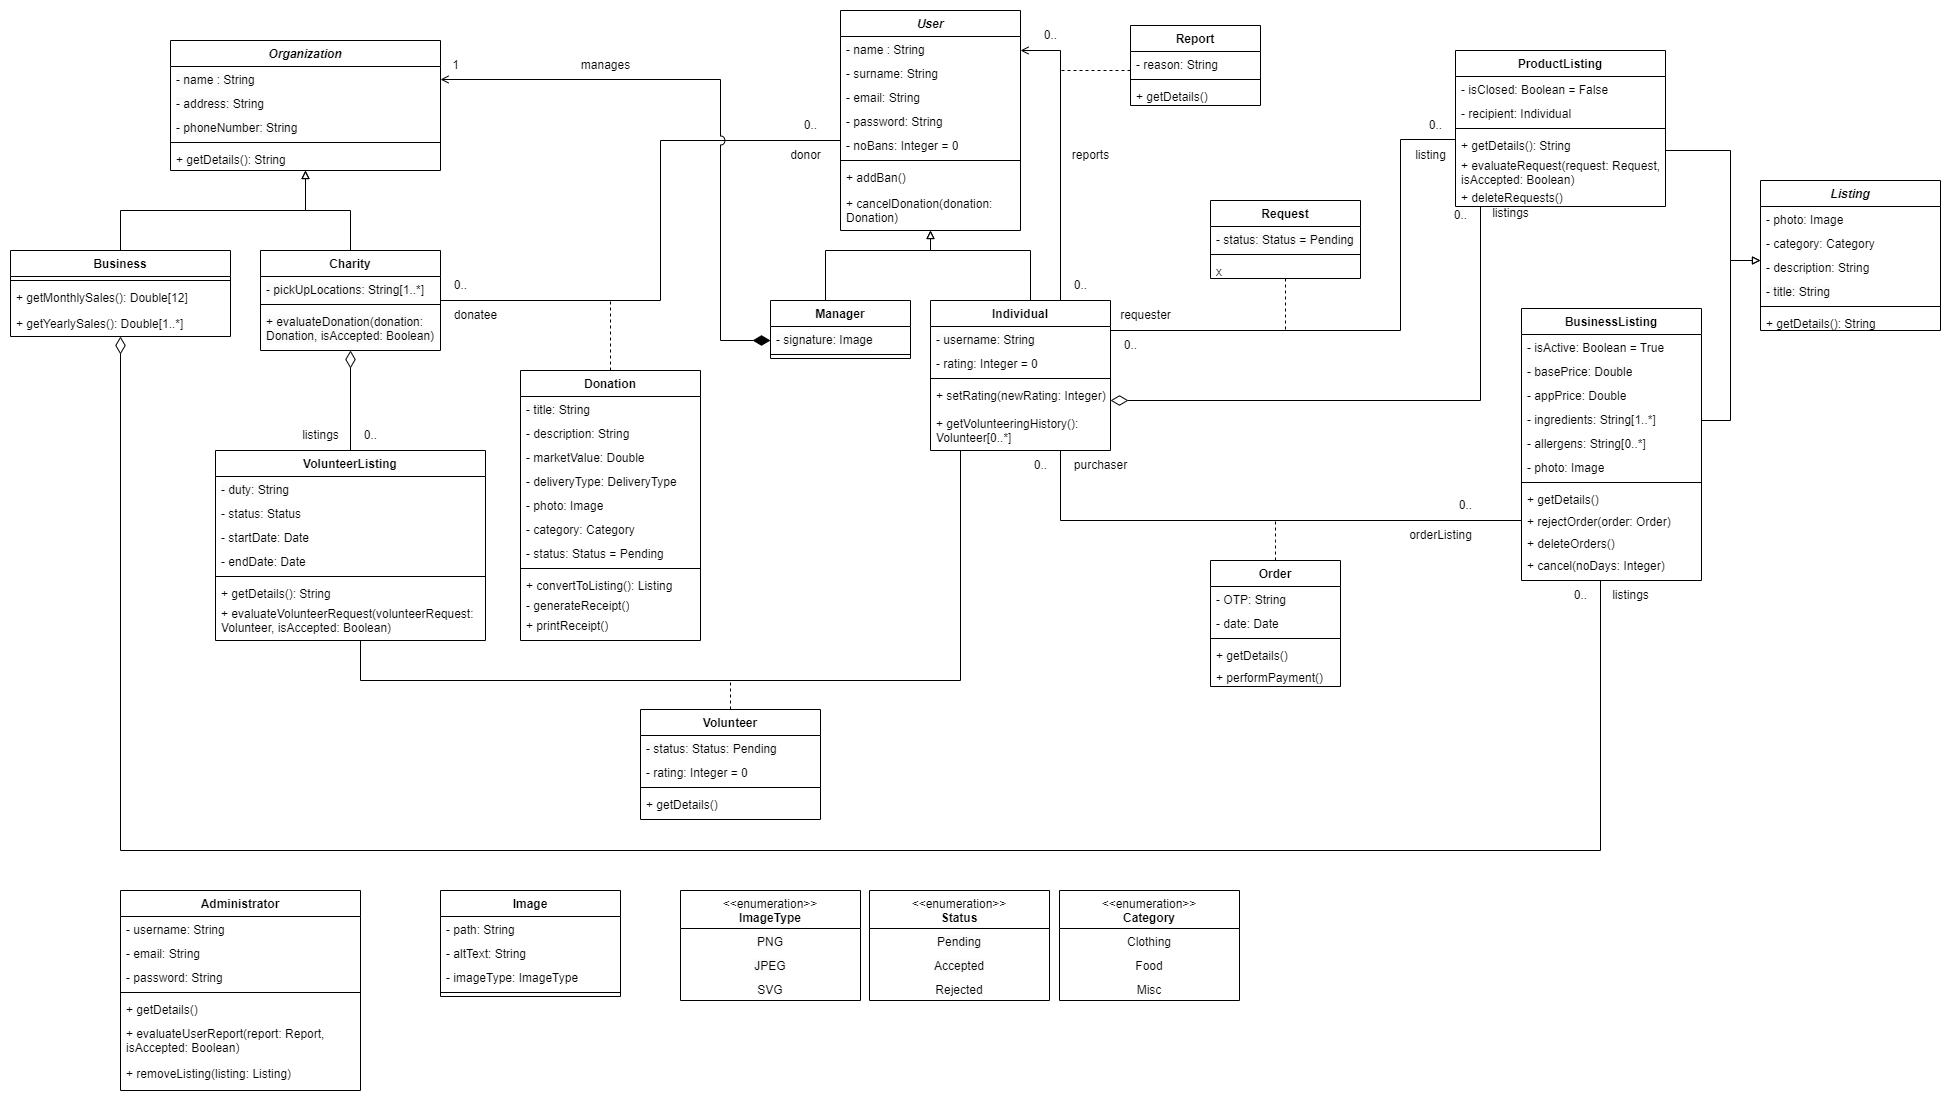 Organization
- name : String
- address: String
- phoneNumber: String
+ getDetails(): String
1
manages
User
- name : String
- surname: String
- email: String
- password: String
- noBans: Integer = 0
+ addBan()
+ cancelDonation(donation:
Donation)
0..
donor
0..
reports
0..
Report
- reason: String
+ getDetails()
ProductListing
- isClosed: Boolean = False
- recipient: Individual
+ getDetails(): String
+ evaluateRequest(request: Request,
isAccepted: Boolean)
+ deleteRequests()
0..
listing
0..
listings
Listing
- photo: Image
- category: Category
- description: String
- title: String
+ getDetails(): String
Request
- status: Status = Pending
x
Business
+ getMonthlySales(): Double[12]
+ getYearlySales(): Double[1..*]
Charity
- pickUpLocations: String[1..*]
+ evaluateDonation(donation:
Donation, isAccepted: Boolean)
0..
donatee
Manager
- signature: Image
Individual
- username: String
- rating: Integer = 0
+ setRating(newRating: Integer)
+ getVolunteeringHistory():
Volunteer[0..*]
requester
0..
0..
purchaser
BusinessListing
- isActive: Boolean = True
- basePrice: Double
- appPrice: Double
- ingredients: String[1..*]
- allergens: String[0..*]
- photo: Image
+ getDetails()
+ rejectOrder(order: Order)
+ deleteOrders()
+ cancel(noDays: Integer)
0..
orderListing
0..
listings
Donation
- title: String
- description: String
- marketValue: Double
- deliveryType: DeliveryType
- photo: Image
- category: Category
- status: Status = Pending
+ convertToListing(): Listing
- generateReceipt()
+ printReceipt()
listings
0..
VolunteerListing
- duty: String
- status: Status
- startDate: Date
- endDate: Date
+ getDetails(): String
+ evaluateVolunteerRequest(volunteerRequest:
Volunteer, isAccepted: Boolean)
Order
- OTP: String
- date: Date
+ getDetails()
+ performPayment()
Volunteer
- status: Status: Pending
- rating: Integer = 0
+ getDetails()
Administrator
- username: String
- email: String
- password: String
+ getDetails()
+ evaluateUserReport(report: Report,
isAccepted: Boolean)
+ removeListing(listing: Listing)
Image
- path: String
- altText: String
- imageType: ImageType
<<enumeration>>
ImageType
PNG
JPEG
SVG
<<enumeration>>
Status
Pending
Accepted
Rejected
<<enumeration>>
Category
Clothing
Food
Misc